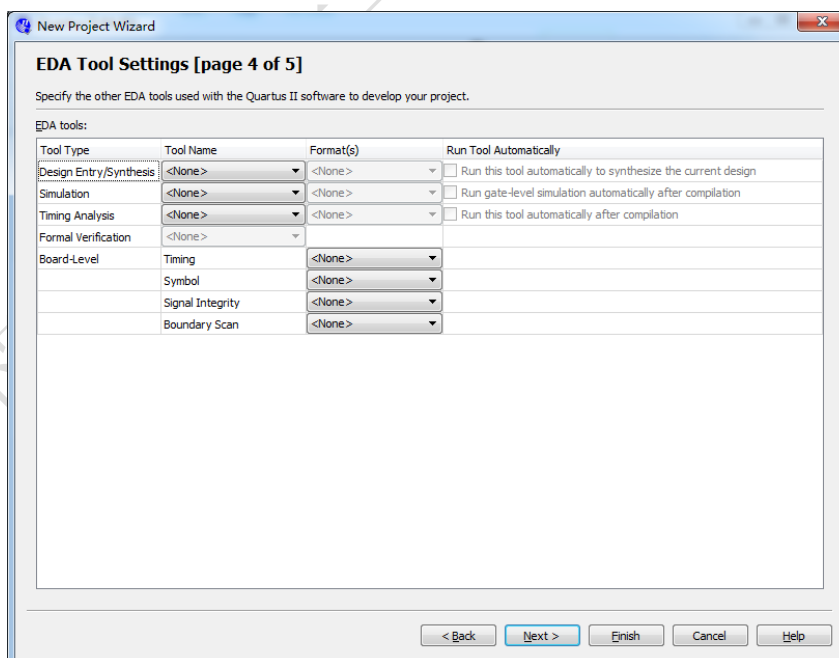 New Project Wizard
EDA Tool Settings [page 4 of 5]
Specify the other EDA tools used with the Quartus II software to develop your project.
EDA tools:
Tool Type Tool Name Format(s) Run Tool Automatically
Design Entry/Synthesis <None> <None> Run this tool automatically to synthesize the current design
Simulation <None> <None> Run gate-level simulation automatically after compilation
Timing Analysis <None> <None> Run this tool automatically after compilation
Formal Verification <None>
Board-Level Timing <None>
Symbol <None>
Signal Integrity <None>
Boundary Scan <None>
< Back Next > Finish Cancel Help